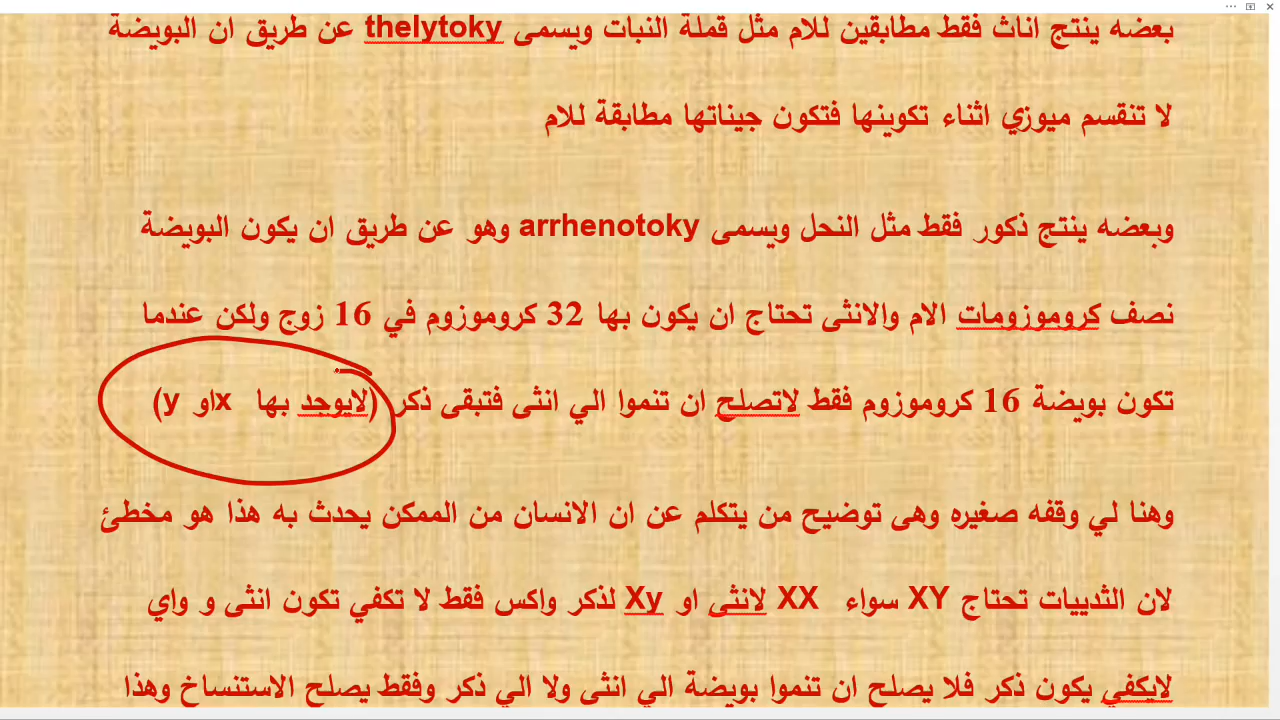 بعضه ينتج اناث فقط مطابقين للام مثل قملة النبات ويسمى thelytoky عن طريق ان البويضة
لا تنقسم ميوزي اثناء تكوينها فتكون جيناتها مطابقة للام
وبعضه ينتج ذكور فقط مثل النحل ويسمى arrhenotoky وهو عن طريق ان يكون البويضة
نصف كروموزومات الام والانثى تحتاج ان يكون بها 32 كروموزوم في 16 زوج ولكن عندما
تكون بويضة 16 كروموزوم فقط لاتصلح ان تنموا الي انثى فتبقى ذكر (لايوجد بها xاو y)
وهنا لي وقفه صغيره وهى توضيح من يتكلم عن ان الانسان من الممكن يحدث به هذا هو مخطئ
لان الثدييات تحتاج XY سواء XX لانثى او Xy لذكر واكس فقط لا تكفي تكون انثى و واي
لايكفي يكون ذكر فلا يصلح ان تنموا بويضة الي انثى ولا الي ذكر وفقط يصلح الاستنساخ وهذا